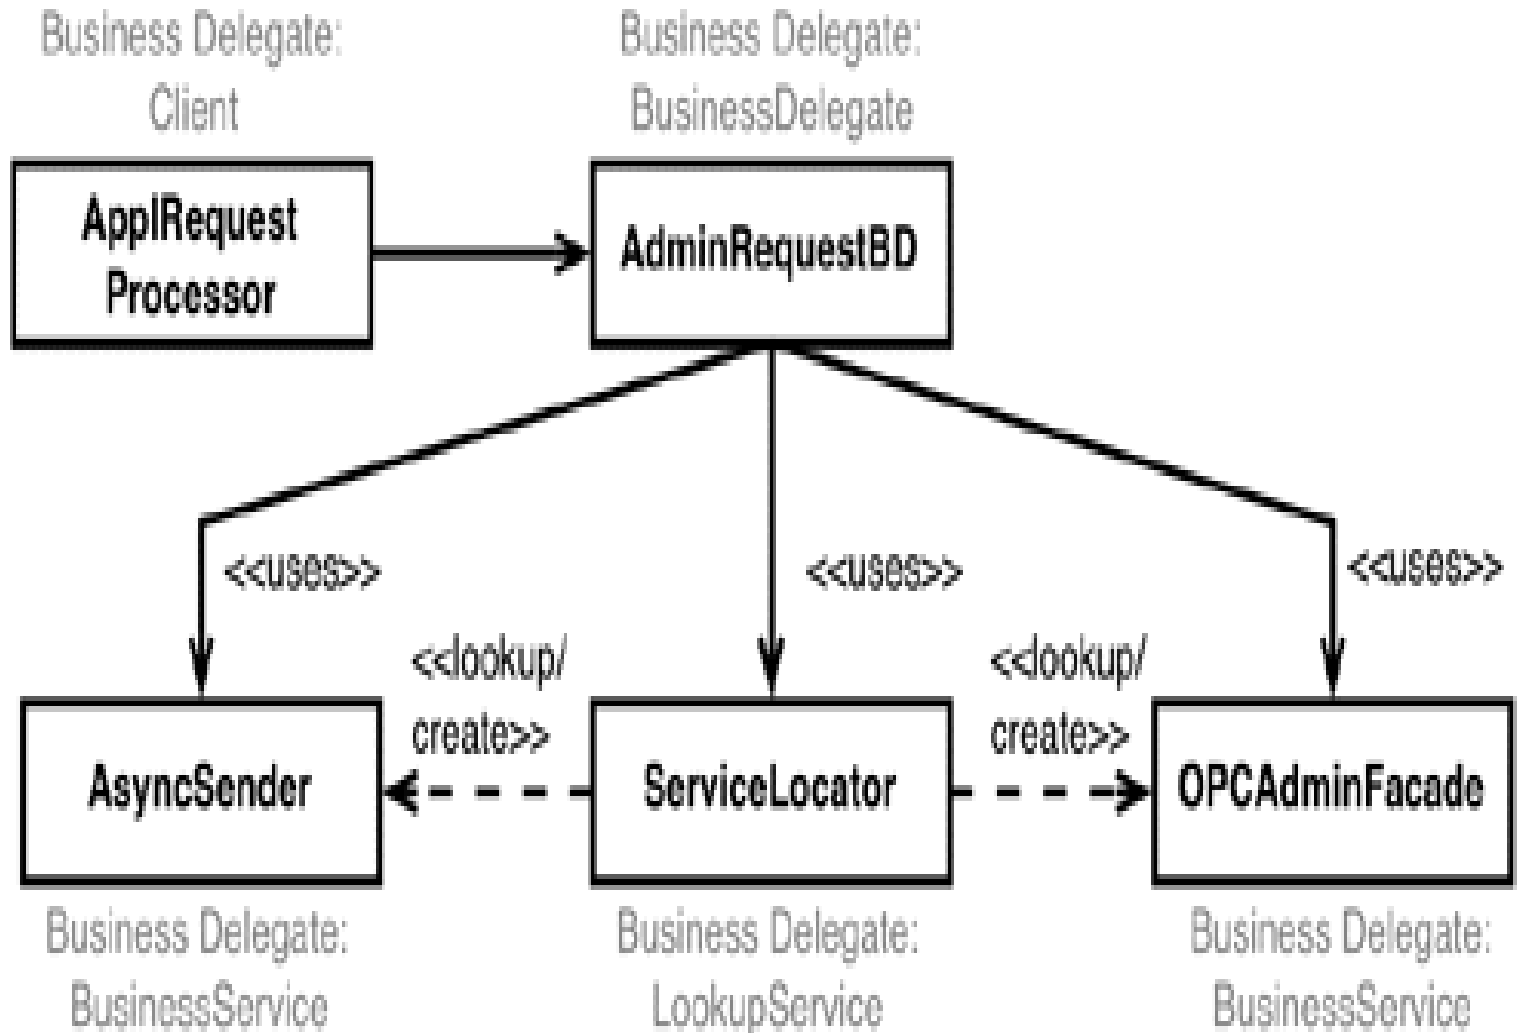 Business Delegate:
Client
Business Delegate:
BusinessDelegate
ApplRequest
Processor
AdminRequestBD
<<uses>>
<<uses>>
<<uses>>
<<lookup/
create>>
<<lookup/
create>>
AsyncSender
ServiceLocator
OPCAdminFacade
Business Delegate:
BusinessService
Business Delegate:
LookupService
Business Delegate:
BusinessService